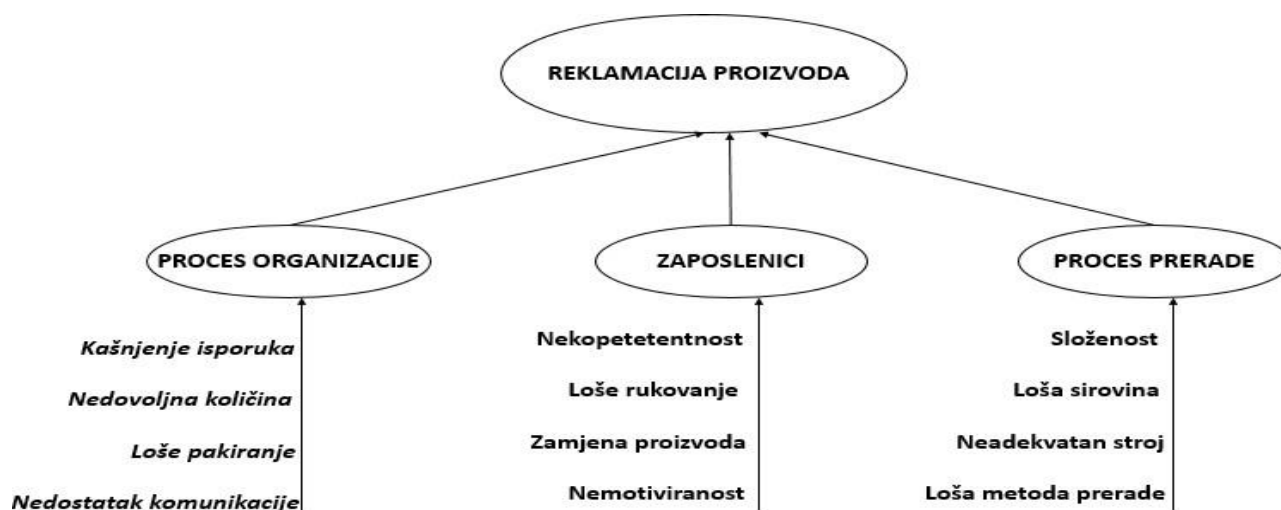 REKLAMACIJA PROIZVODA
PROCES ORGANIZACIJE
ZAPOSLENICI
PROCES PRERADE
Kašnjenje isporuka
Nedovoljna količina
Loše pakiranje
Nedostatak komunikacije
Nekopetetentnost
Loše rukovanje
Zamjena proizvoda
Nemotiviranost
Složenost
Loša sirovina
Neadekvatan stroj
Loša metoda prerade